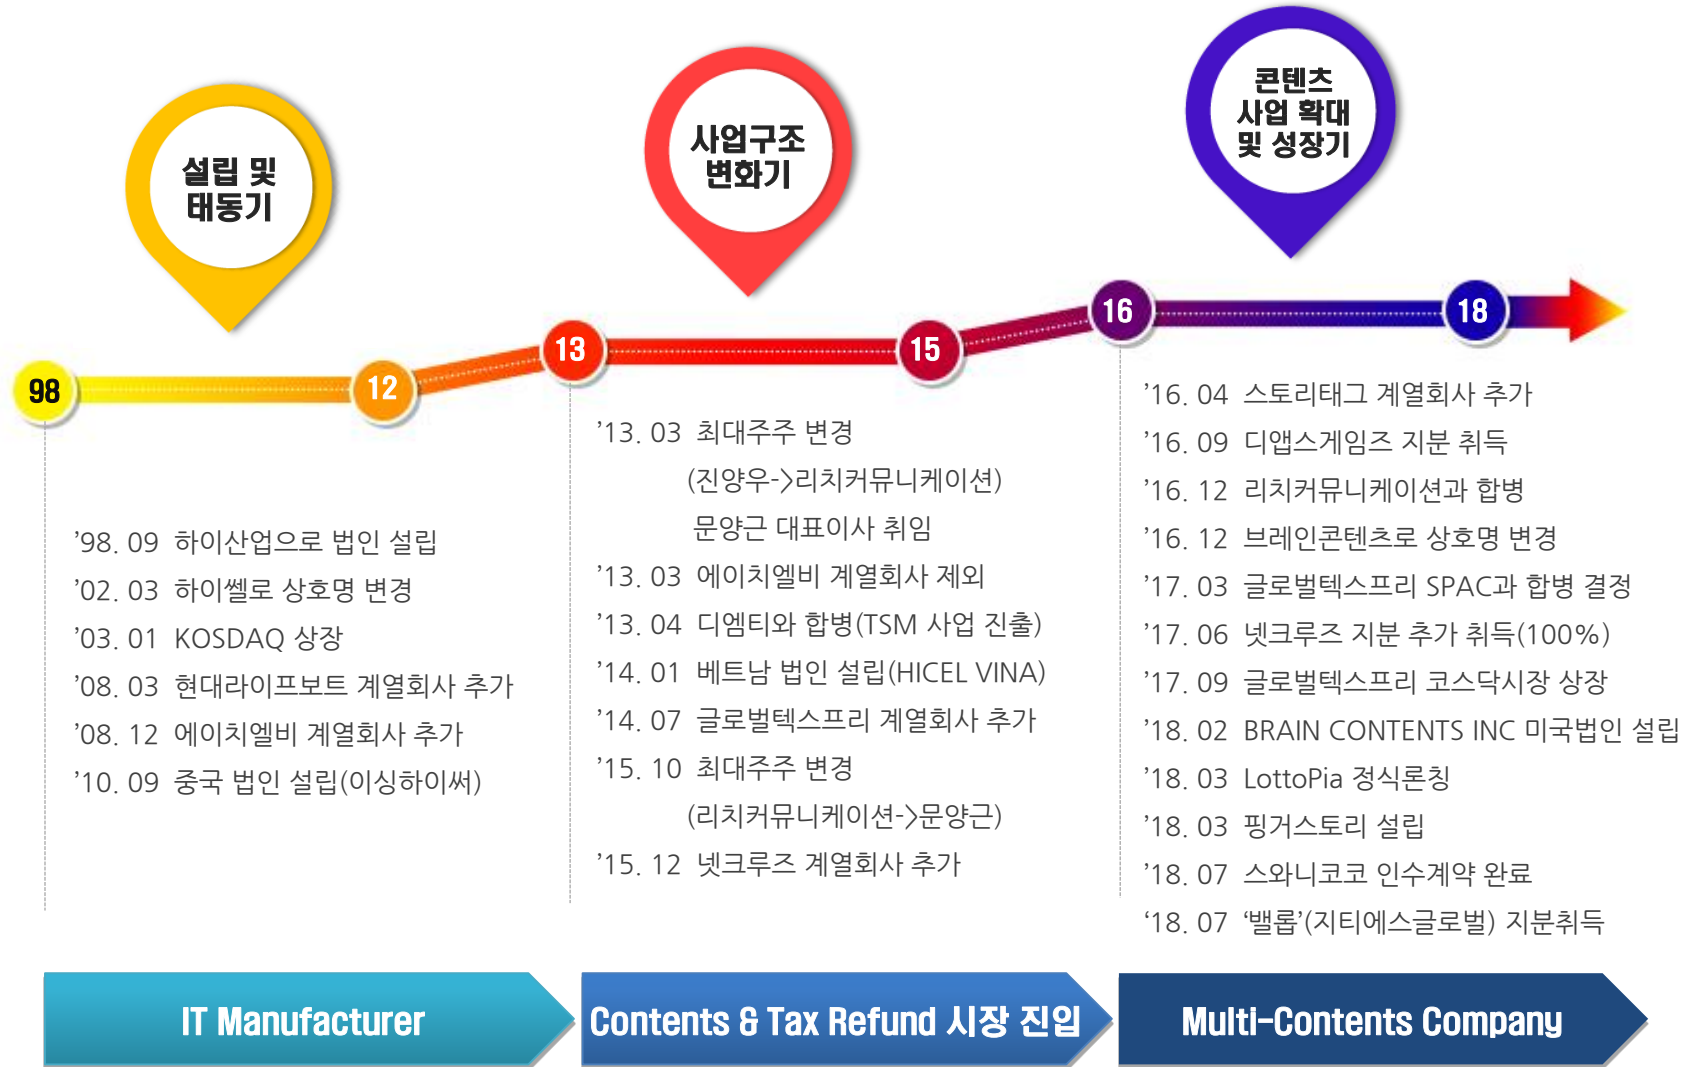 설립 및
태동기
사업구조
변화기
콘텐츠
사업 확대
및 성장기
98
12
13
15
16
18
’98. 09 하이산업으로 법인 설립
’02. 03 하이쎌로 상호명 변경
’03. 01 KOSDAQ 상장
’08. 03 현대라이프보트 계열회사 추가
’08. 12 에이치엘비 계열회사 추가
’10. 09 중국 법인 설립(이싱하이써)
’13. 03 최대주주 변경
(진양우->리치커뮤니케이션)
문양근 대표이사 취임
’13. 03 에이치엘비 계열회사 제외
’13. 04 디엠티와 합병(TSM 사업 진출)
’14. 01 베트남 법인 설립(HICEL VINA)
’14. 07 글로벌텍스프리 계열회사 추가
’15. 10 최대주주 변경
(리치커뮤니케이션->문양근)
’15. 12 넷크루즈 계열회사 추가
’16. 04 스토리태그 계열회사 추가
’16. 09 디앱스게임즈 지분 취득
’16. 12 리치커뮤니케이션과 합병
’16. 12 브레인콘텐츠로 상호명 변경
’17. 03 글로벌텍스프리 SPAC과 합병 결정
’17. 06 넷크루즈 지분 추가 취득(100%)
’17. 09 글로벌텍스프리 코스닥시장 상장
’18. 02 BRAIN CONTENTS INC 미국법인 설립
’18. 03 LottoPia 정식론칭
’18. 03 핑거스토리 설립
’18. 07 스와니코코 인수계약 완료
‘18. 07 ‘밸롭’(지티에스글로벌) 지분취득
IT Manufacturer
Contents & Tax Refund 시장 진입
Multi-Contents Company